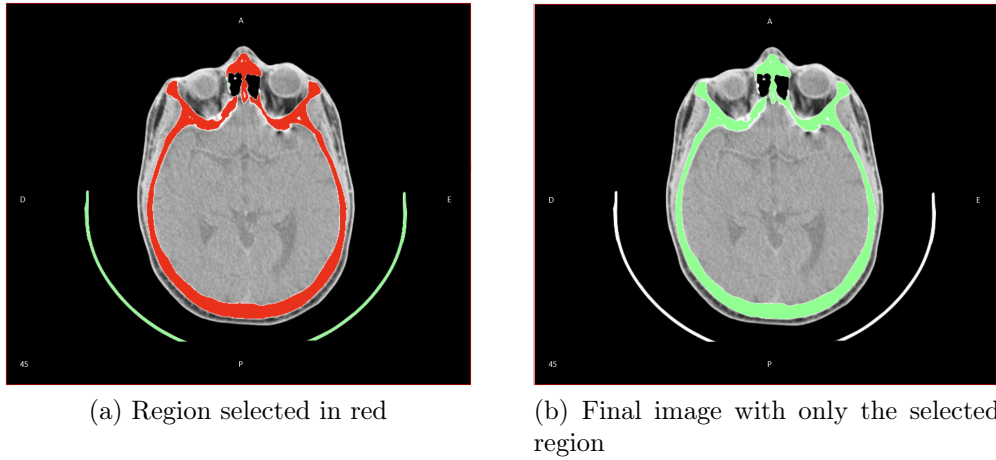 A
A
D
E
D
E
45
P
45
P
(a) Region selected in red
(b) Final image with only the selected
region